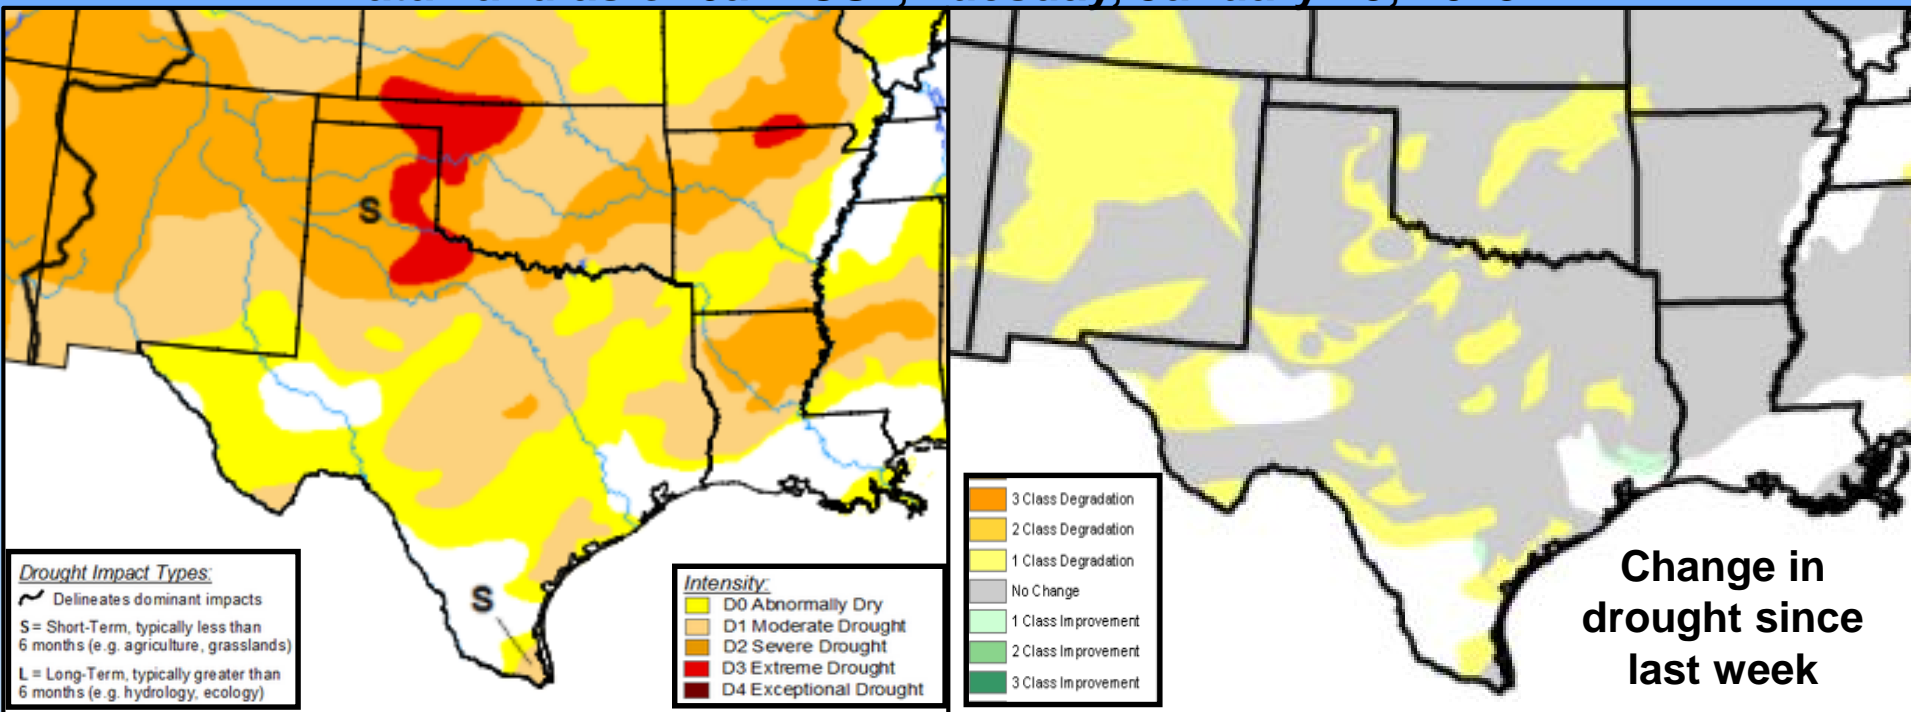 S
S
Drought Impact Types:
Delineates dominant impacts
S = Short-Term, typically less than
6 months (e.g. agriculture, grasslands)
L = Long-Term, typically greater than
6 months (e.g. hydrology, ecology)
Intensity:
D0 Abnormally Dry
D1 Moderate Drought
D2 Severe Drought
D3 Extreme Drought
D4 Exceptional Drought
3 Class Degradation
2 Class Degradation
1 Class Degradation
No Change
1 Class Improvement
2 Class Improvement
3 Class Improvement
Change in
drought since
last week